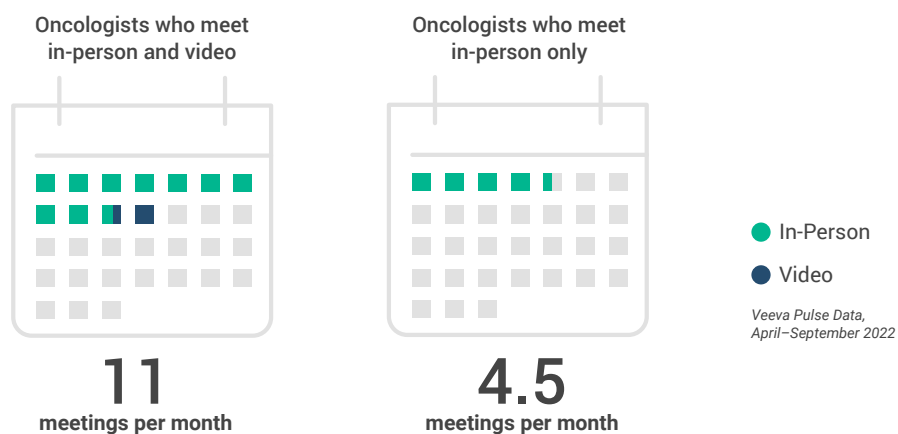 Oncologists who meet
in-person and video
Oncologists who meet
in-person only
In-Person
Video
Veeva Pulse Data,
April–September 2022
11
meetings per month
4.5
meetings per month